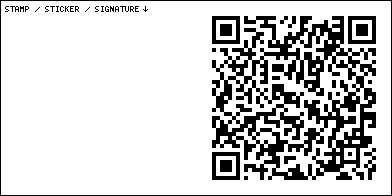 STAMP / STICKER / SIGNATURE ↓